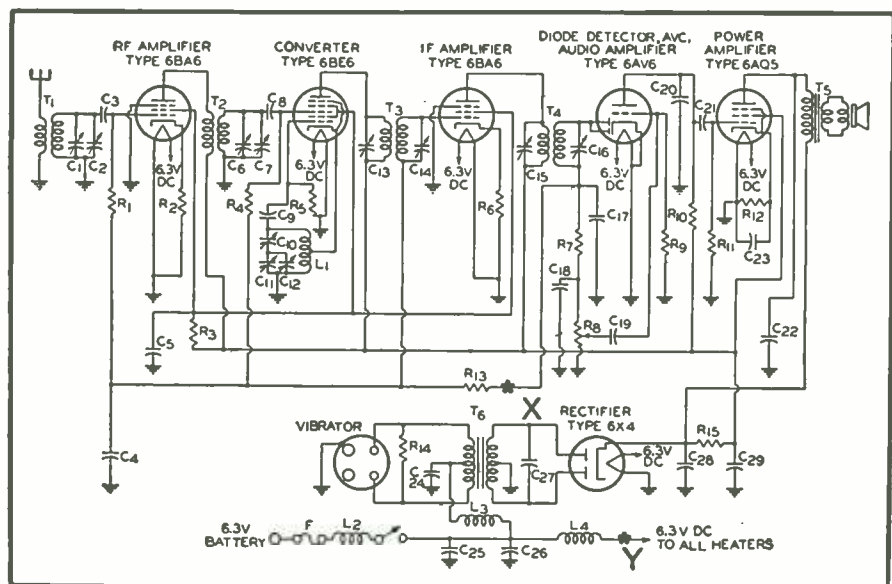 RF AMPLIFIER
TYPE 6BA6
CONVERTER
TYPE 6BE6
IF AMPLIFIER
TYPE 6BA6
DIODE DETECTOR, AVC,
AUDIO AMPLIFIER
TYPE 6AV6
POWER
AMPLIFIER
TYPE 6AQ5
T1
C3
T2
C8
T3
T4
C20
C21
T5
C1
C2
6.3V
DC
C6
C7
6.3V
DC
C13
C14
6.3V
DC
C15
C16
6.3V
DC
6.3V
DC
R1
R2
R4
C9
R5
R6
C17
R7
R9
R10
R11
R12
C23
C10
L1
C11
C12
C18
R8
C19
C5
R3
C22
R13
T6
X
VIBRATOR
RECTIFIER
TYPE 6X4
R14
C24
C27
6.3V
DC
R15
C28
C29
C4
L3
6.3V
BATTERY
F
L2
L4
6.3V DC
TO ALL HEATERS
C25
C26
Y